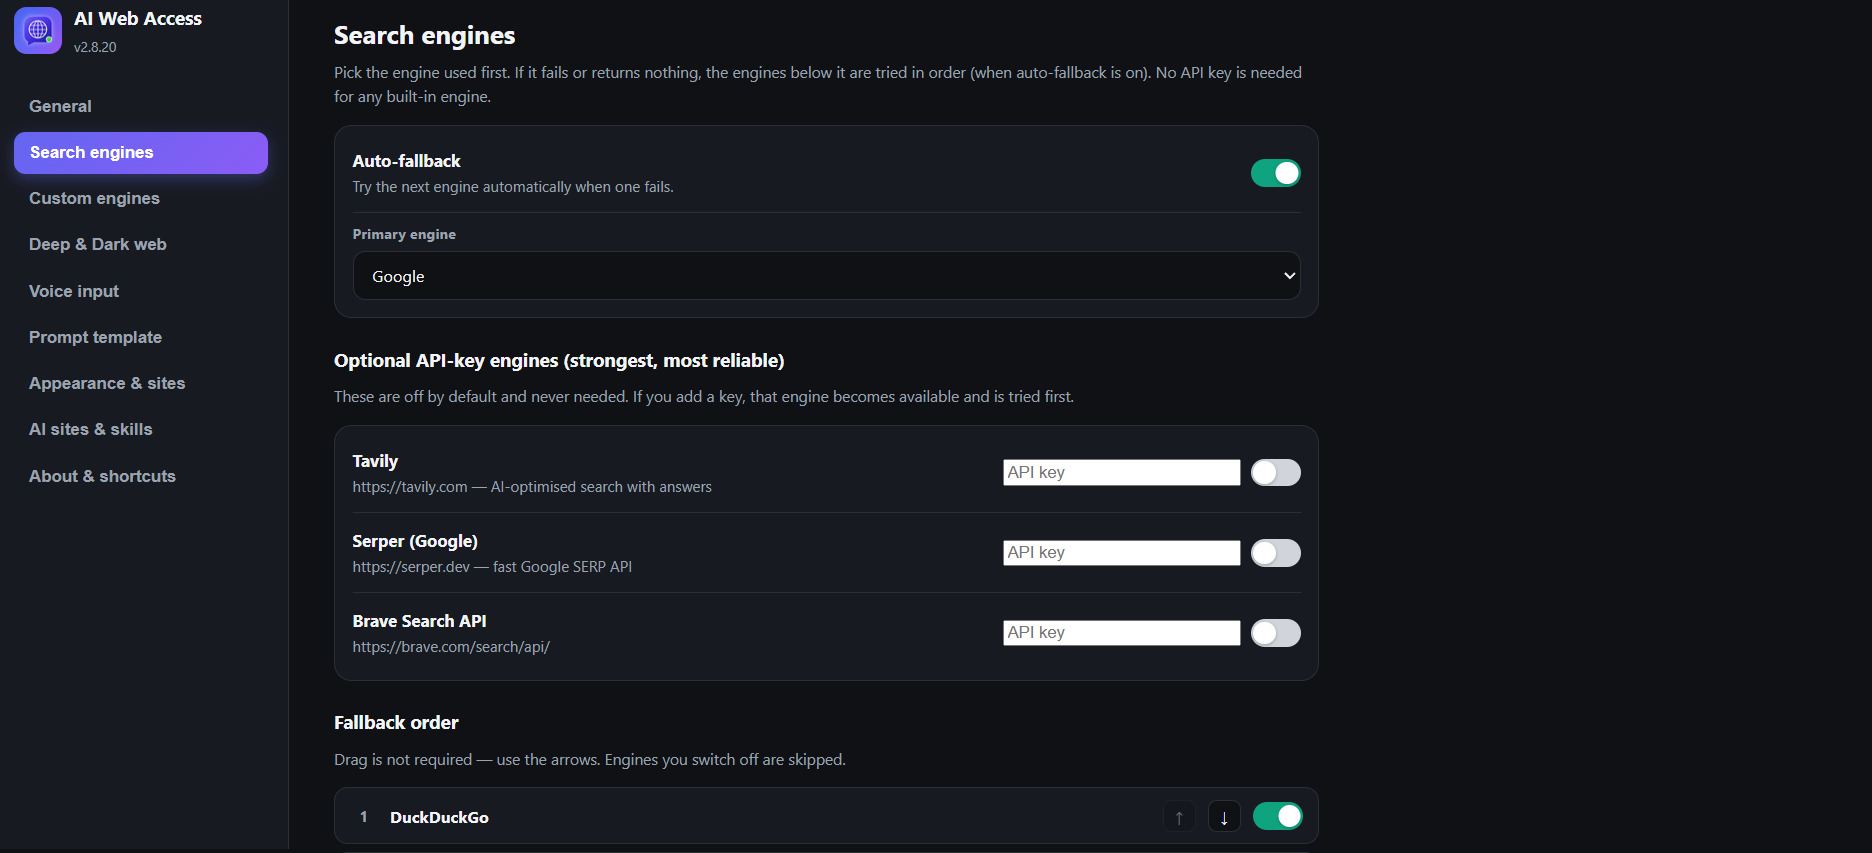 AI Web Access
v2.8.20
General
Search engines
Custom engines
Deep & Dark web
Voice input
Prompt template
Appearance & sites
AI sites & skills
About & shortcuts
Search engines
Pick the engine used first. If it fails or returns nothing, the engines below it are tried in order (when auto-fallback is on). No API key is needed
for any built-in engine.
Auto-fallback
Try the next engine automatically when one fails.
Primary engine
Google
Optional API-key engines (strongest, most reliable)
These are off by default and never needed. If you add a key, that engine becomes available and is tried first.
Tavily
https://tavily.com — AI-optimised search with answers
API key
Serper (Google)
https://serper.dev — fast Google SERP API
API key
Brave Search API
https://brave.com/search/api/
API key
Fallback order
Drag is not required — use the arrows. Engines you switch off are skipped.
1 DuckDuckGo ↑ ↓